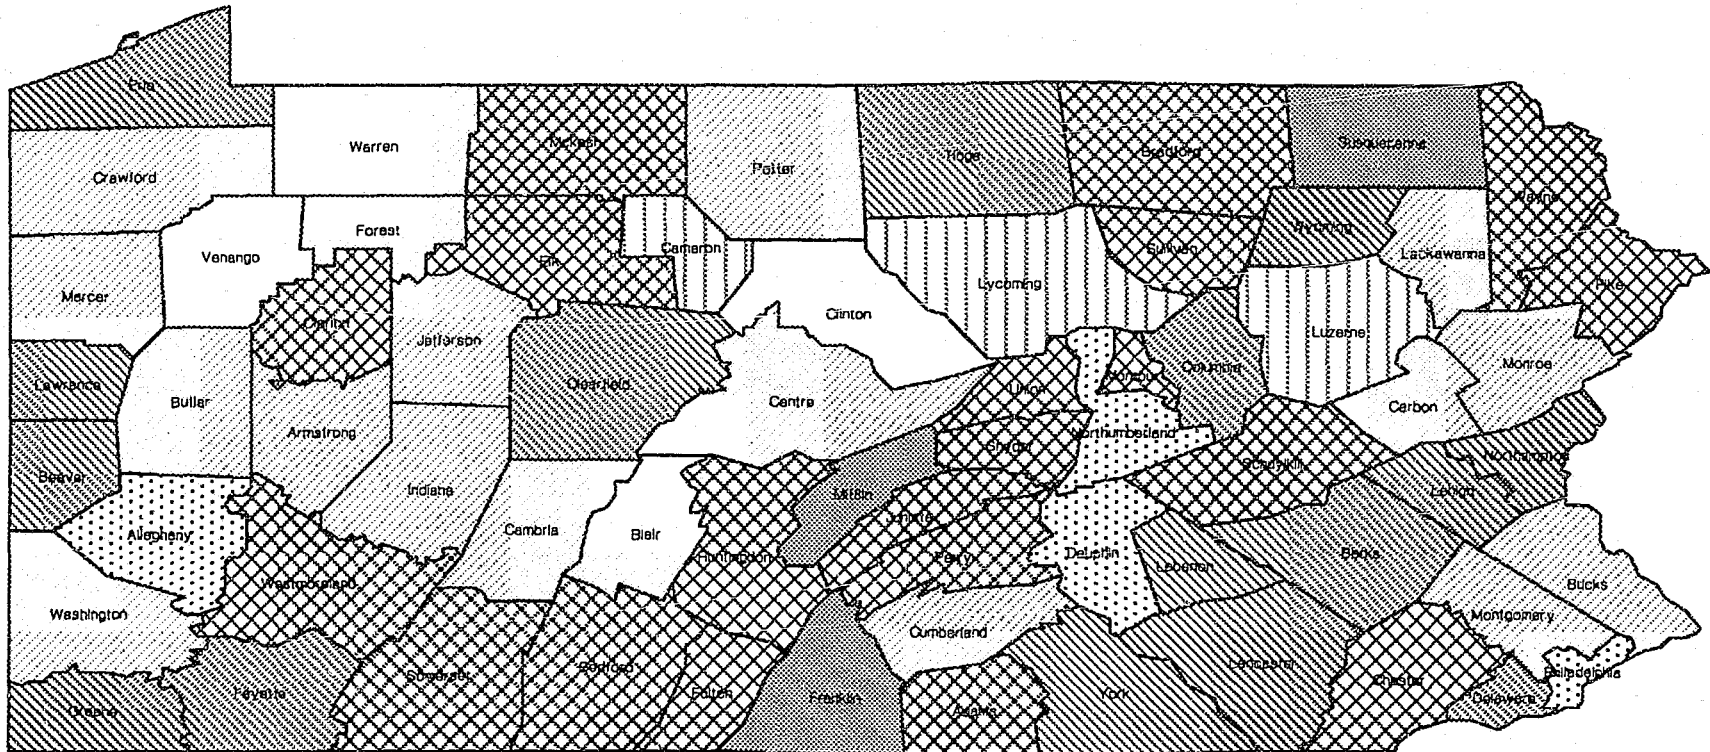 Erie
Warren
McKean
Potter
Tioga
Bradford
Susquehanna
Crawford
Wayne
Forest
Venango
Elk
Cameron
Sullivan
Wyoming
Lackawanna
Mercer
Lycoming
Pike
Clarion
Clinton
Luzerne
Jefferson
Monroe
Lawrence
Clearfield
Columbia
Montour
Union
Butler
Centre
Carbon
Armstrong
Northumberland
Snyder
Beaver
Schuylkill
Northampton
Indiana
Mifflin
Lehigh
Juniata
Allegheny
Cambria
Blair
Huntingdon
Perry
Dauphin
Lebanon
Berks
Westmoreland
Bucks
Washington
Montgomery
Cumberland
Lancaster
Bedford
Somerset
Philadelphia
Chester
Fayette
Fulton
Franklin
York
Delaware
Greene
Adams